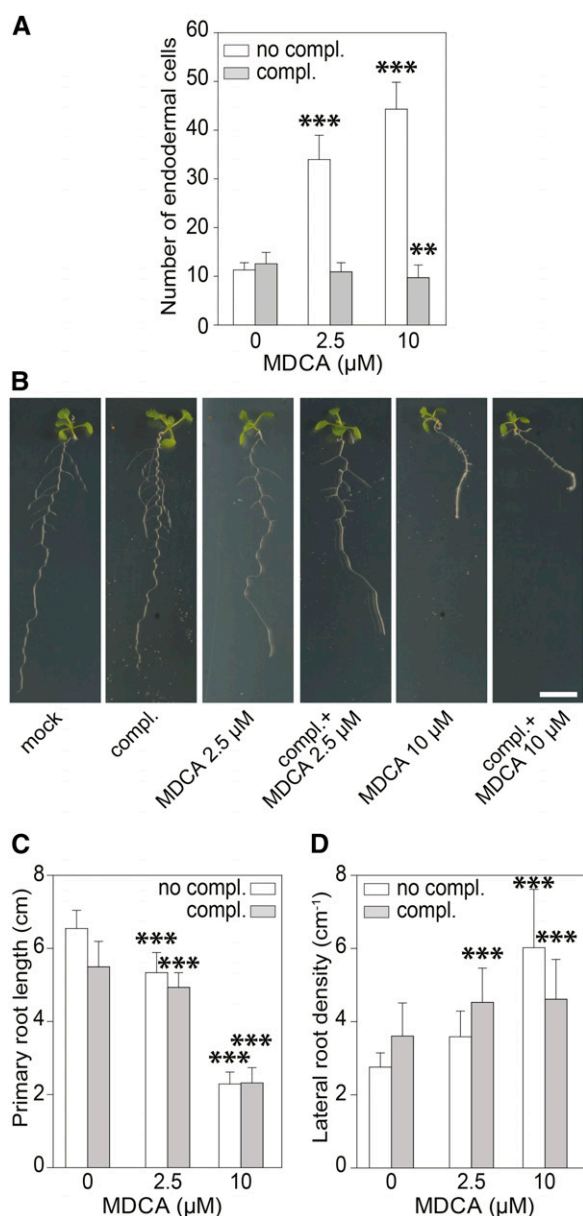 A
no compl.
compl.
Number of endodermal cells
60
50
40
30
20
10
0
***
***
**
0 2.5 10
MDCA (µM)
B
mock
compl.
MDCA 2.5 µM
compl.+
MDCA 2.5 µM
MDCA 10 µM
compl.+
MDCA 10 µM
C
no compl.
compl.
Primary root length (cm)
8
6
4
2
0
***
***
***
***
0 2.5 10
MDCA (µM)
D
no compl.
compl.
Lateral root density (cm⁻¹)
8
6
4
2
0
***
***
***
0 2.5 10
MDCA (µM)